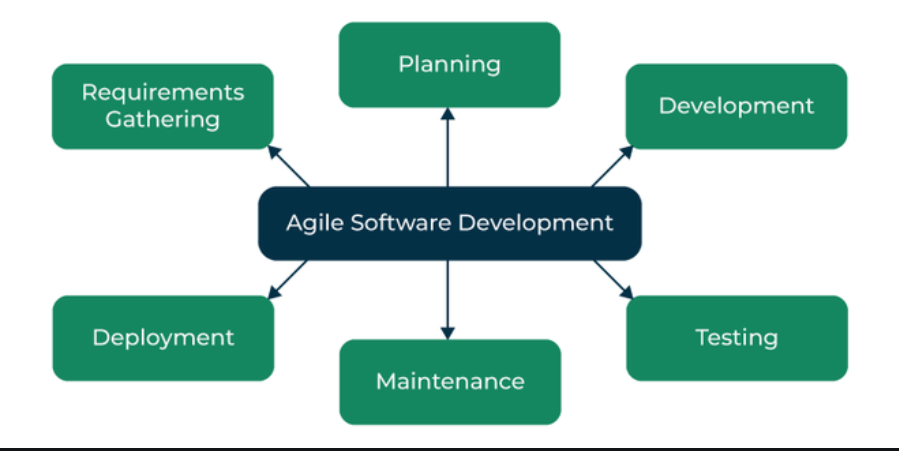 Planning
Requirements
Gathering
Development
Agile Software Development
Deployment
Testing
Maintenance